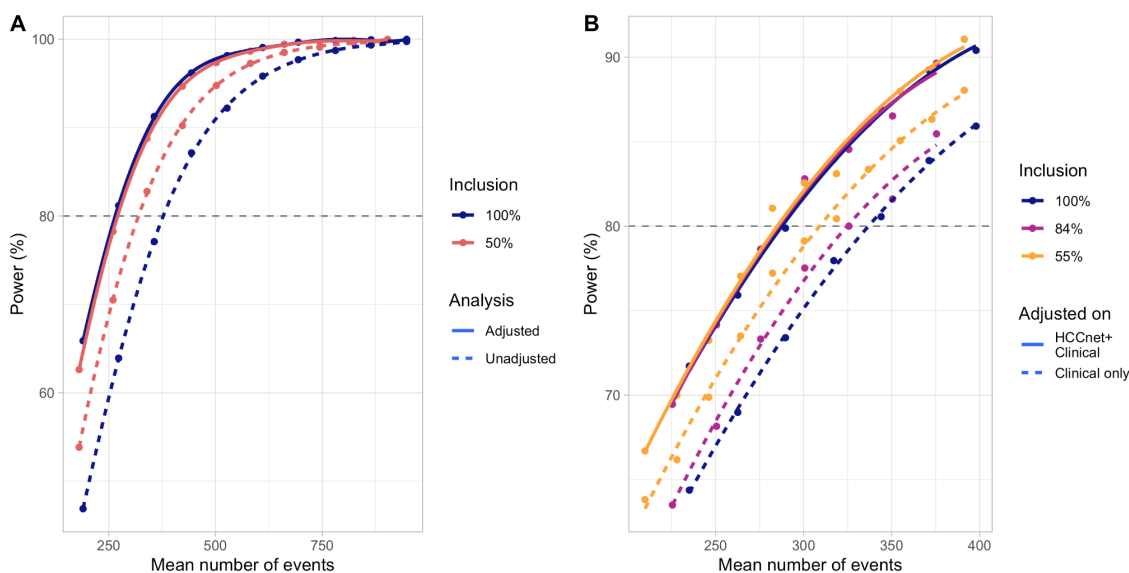 A
Power (%)
100
80
60
250
500
750
Mean number of events
Inclusion
100%
50%
Analysis
Adjusted
Unadjusted
B
Power (%)
90
80
70
250
300
350
400
Mean number of events
Inclusion
100%
84%
55%
Adjusted on
HCCnet+
Clinical
Clinical only